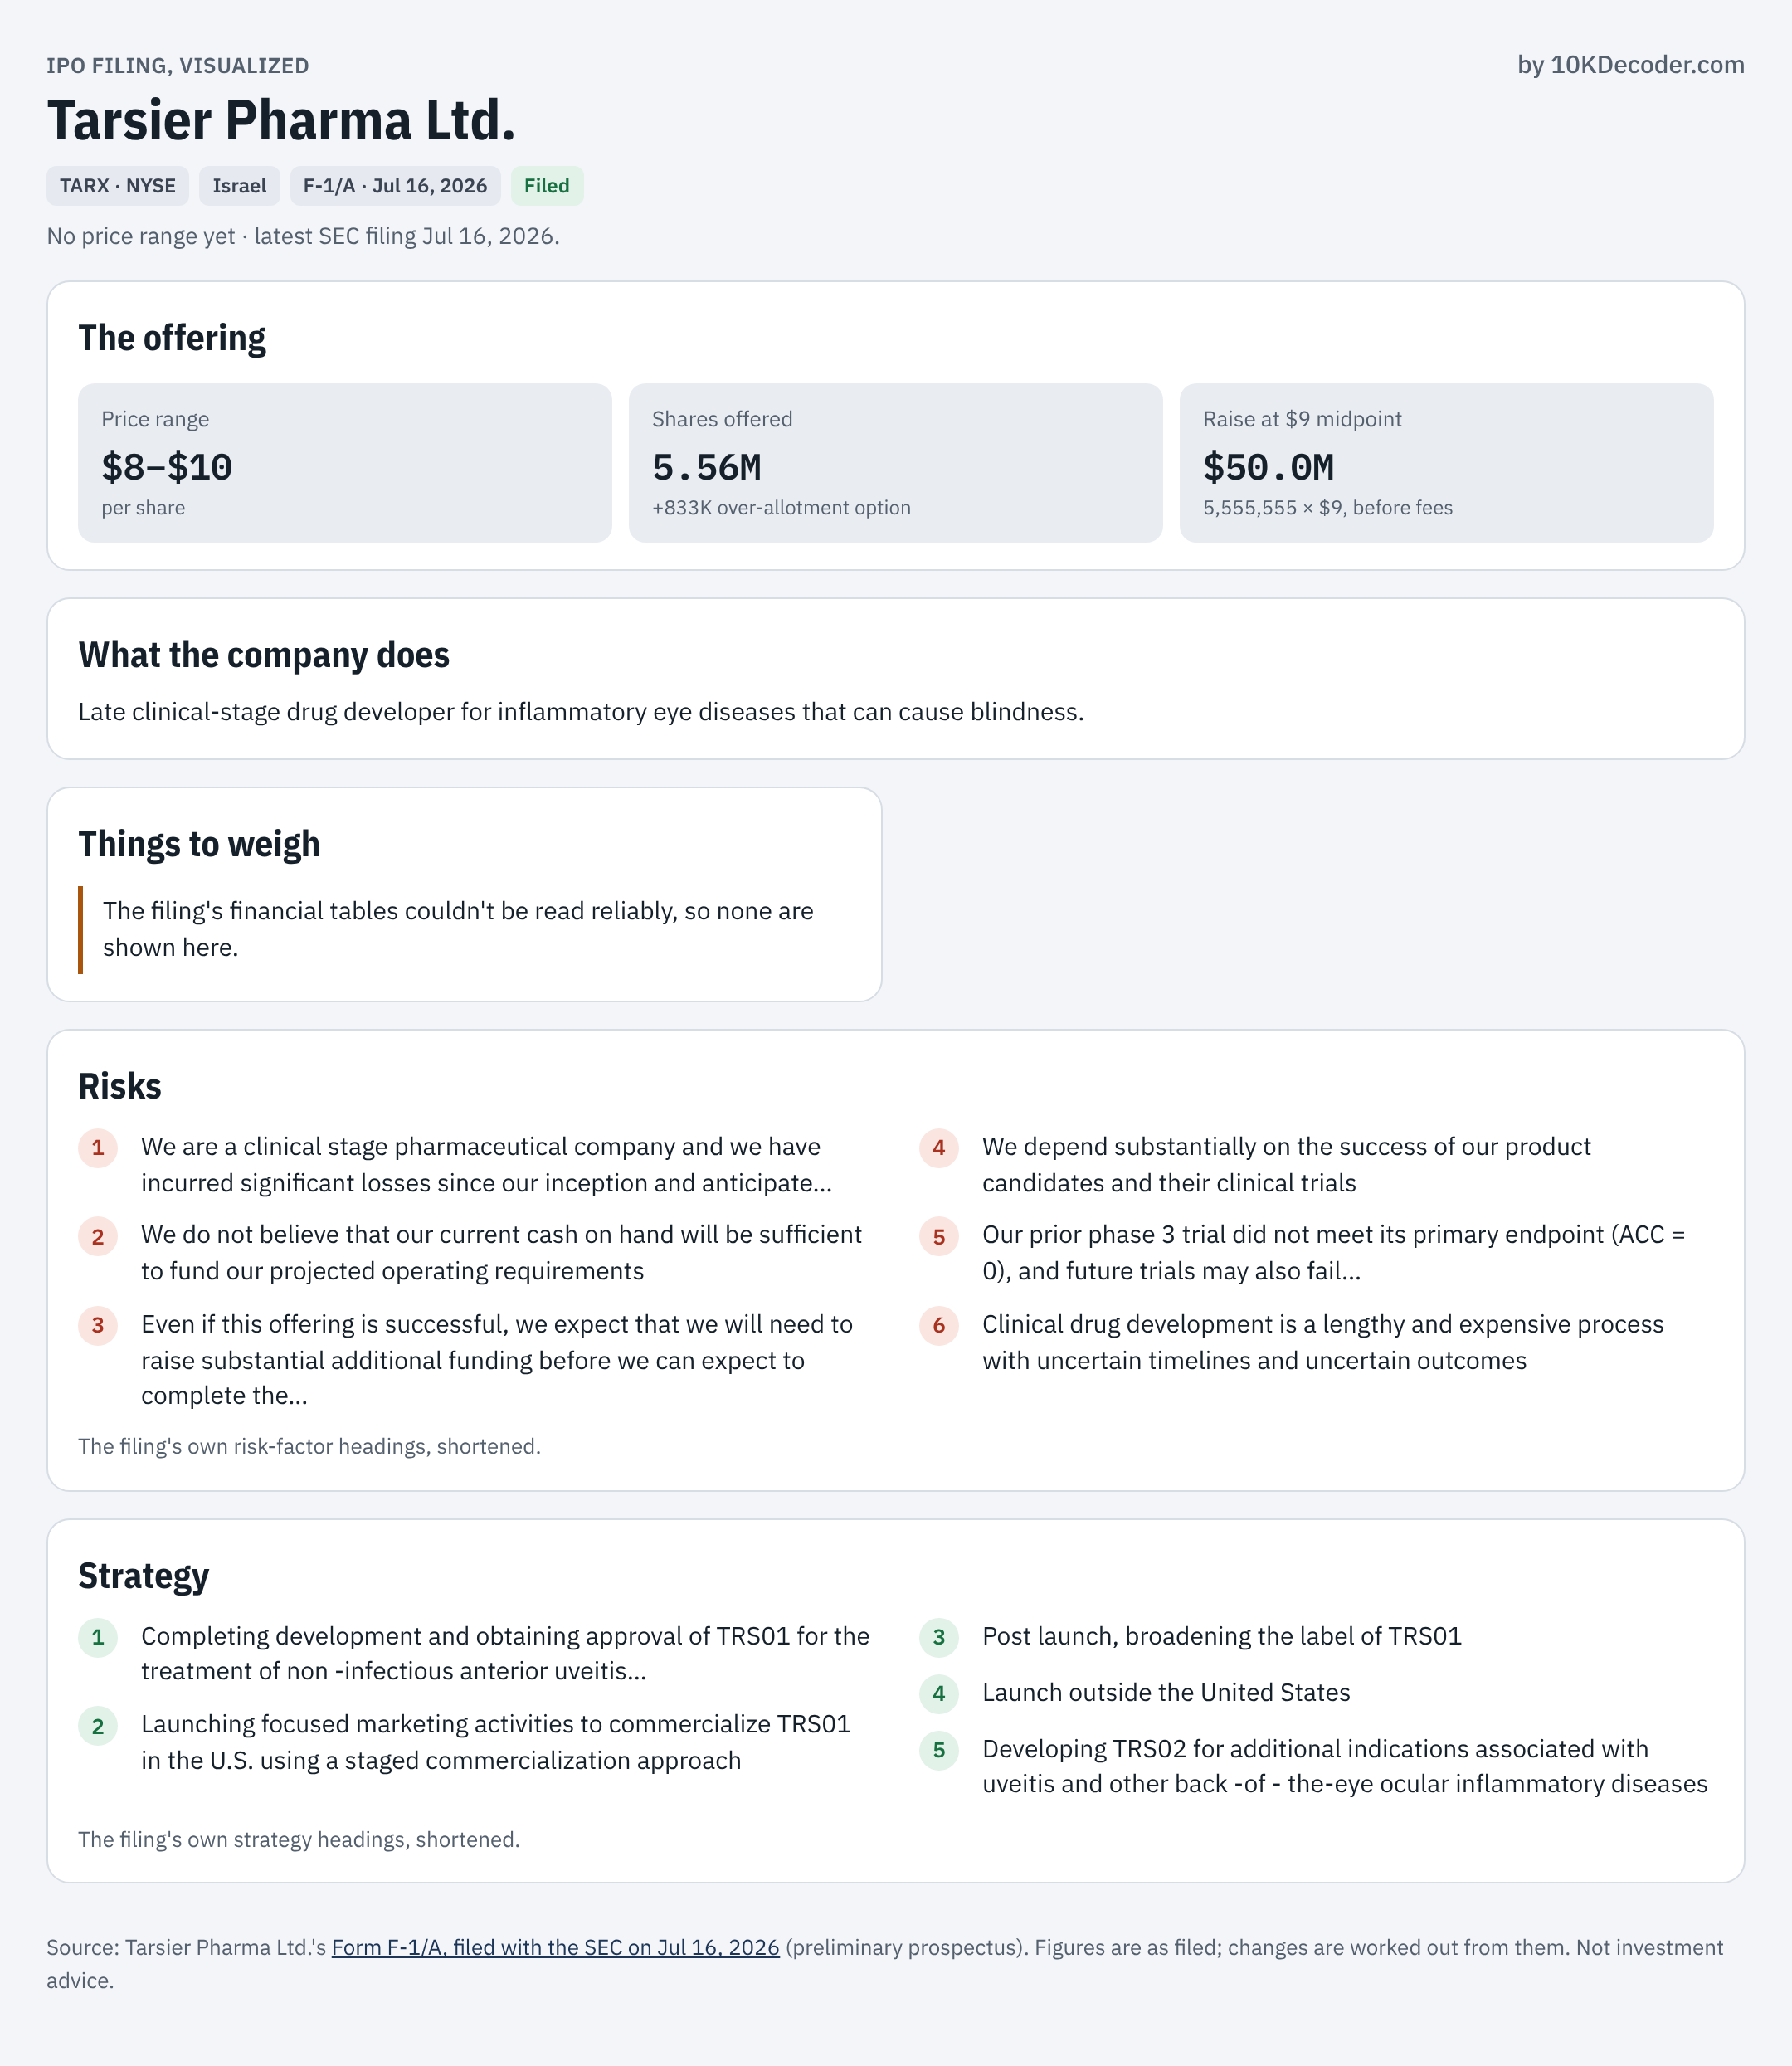 IPO FILING, VISUALIZED
by 10KDecoder.com
Tarsier Pharma Ltd.
TARX · NYSE
Israel
F-1/A · Jul 16, 2026
Filed
No price range yet · latest SEC filing Jul 16, 2026.
The offering
Price range
$8–$10
per share
Shares offered
5.56M
+833K over-allotment option
Raise at $9 midpoint
$50.0M
5,555,555 × $9, before fees
What the company does
Late clinical-stage drug developer for inflammatory eye diseases that can cause blindness.
Things to weigh
The filing's financial tables couldn't be read reliably, so none are
shown here.
Risks
1 We are a clinical stage pharmaceutical company and we have
incurred significant losses since our inception and anticipate…
2 We do not believe that our current cash on hand will be sufficient
to fund our projected operating requirements
3 Even if this offering is successful, we expect that we will need to
raise substantial additional funding before we can expect to
complete the…
4 We depend substantially on the success of our product
candidates and their clinical trials
5 Our prior phase 3 trial did not meet its primary endpoint (ACC =
0), and future trials may also fail…
6 Clinical drug development is a lengthy and expensive process
with uncertain timelines and uncertain outcomes
The filing's own risk-factor headings, shortened.
Strategy
1 Completing development and obtaining approval of TRS01 for the
treatment of non -infectious anterior uveitis…
2 Launching focused marketing activities to commercialize TRS01
in the U.S. using a staged commercialization approach
3 Post launch, broadening the label of TRS01
4 Launch outside the United States
5 Developing TRS02 for additional indications associated with
uveitis and other back -of - the-eye ocular inflammatory diseases
The filing's own strategy headings, shortened.
Source: Tarsier Pharma Ltd.'s Form F-1/A, filed with the SEC on Jul 16, 2026 (preliminary prospectus). Figures are as filed; changes are worked out from them. Not investment
advice.